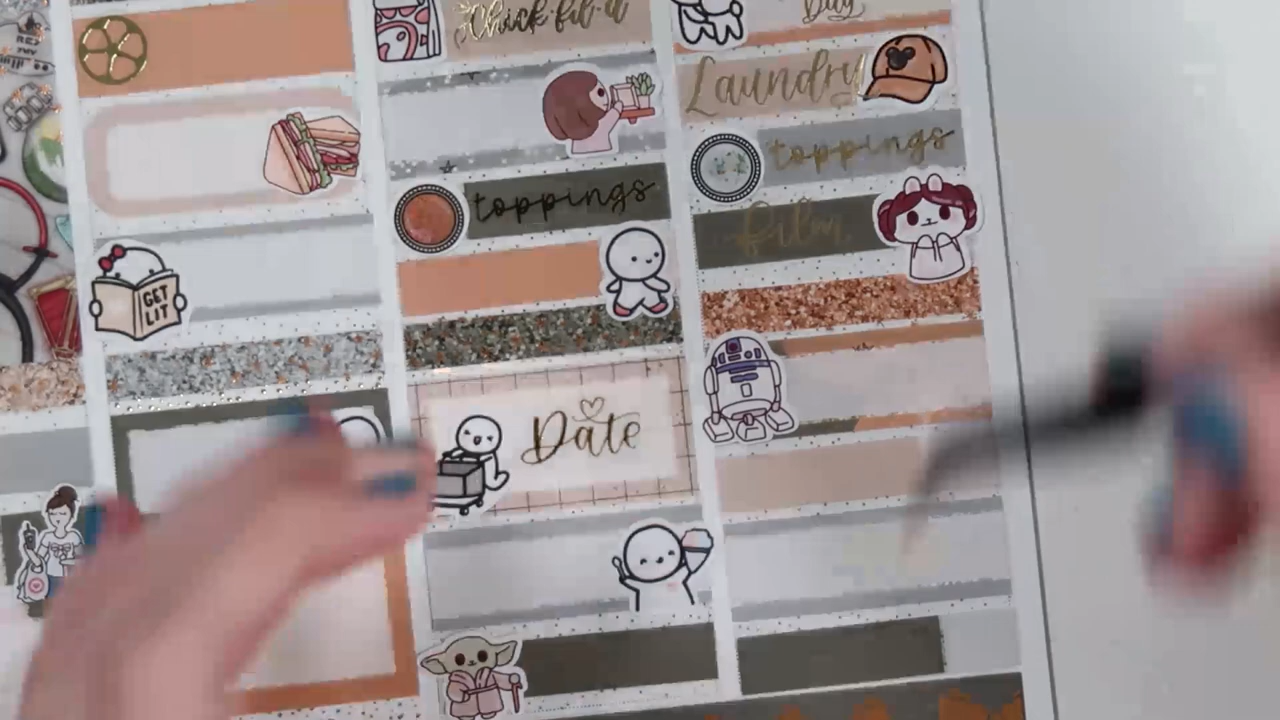 Chick-fil-a
Day
Laundry
toppings
toppings
film
GET
LIT
Date